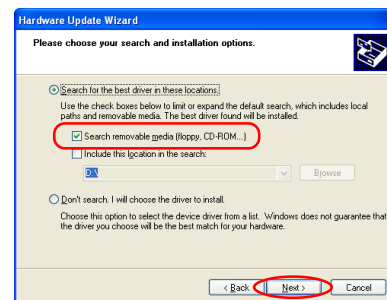 Hardware Update Wizard
Please choose your search and installation options.
Search for the best driver in these locations.
Use the check boxes below to limit or expand the default search, which includes local
paths and removable media. The best driver found will be installed.
Search removable media (floppy, CD-ROM...)
Include this location in the search:
D:\
Browse
Don't search. I will choose the driver to install.
Choose this option to select the device driver from a list. Windows does not guarantee that
the driver you choose will be the best match for your hardware.
< Back Next > Cancel